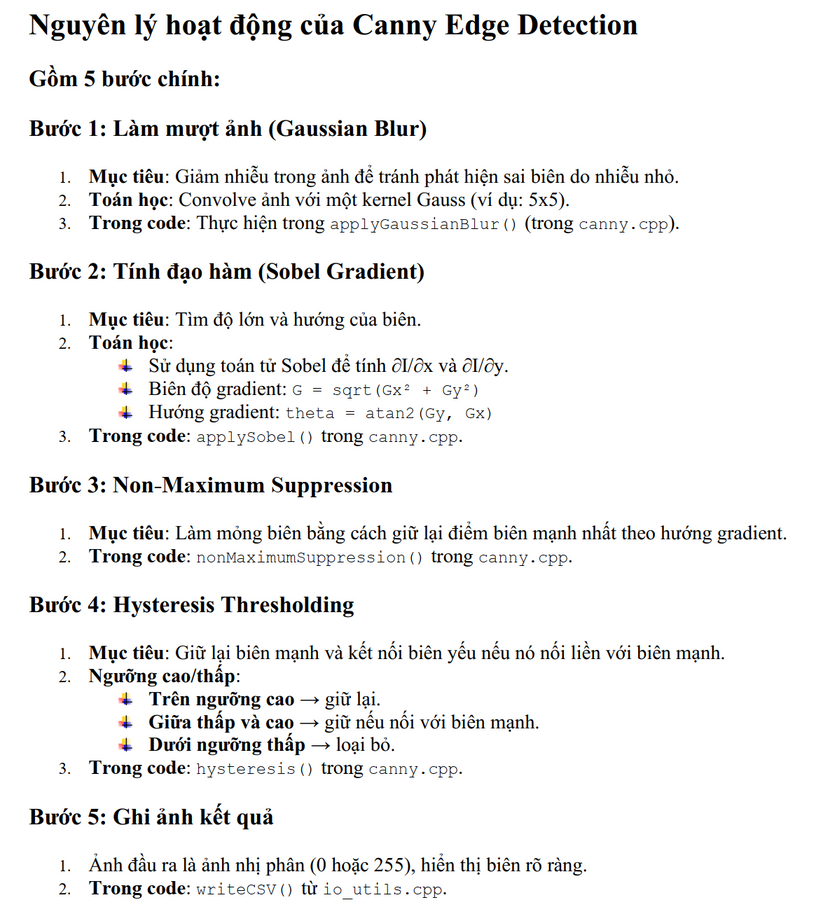 Nguyên lý hoạt động của Canny Edge Detection
Gồm 5 bước chính:
Bước 1: Làm mượt ảnh (Gaussian Blur)
1. Mục tiêu: Giảm nhiễu trong ảnh để tránh phát hiện sai biên do nhiễu nhỏ.
2. Toán học: Convolve ảnh với một kernel Gauss (ví dụ: 5x5).
3. Trong code: Thực hiện trong applyGaussianBlur() (trong canny.cpp).
Bước 2: Tính đạo hàm (Sobel Gradient)
1. Mục tiêu: Tìm độ lớn và hướng của biên.
2. Toán học:
Sử dụng toán tử Sobel để tính ∂I/∂x và ∂I/∂y.
Biên độ gradient: G = sqrt(Gx² + Gy²)
Hướng gradient: theta = atan2(Gy, Gx)
3. Trong code: applySobel() trong canny.cpp.
Bước 3: Non-Maximum Suppression
1. Mục tiêu: Làm mỏng biên bằng cách giữ lại điểm biên mạnh nhất theo hướng gradient.
2. Trong code: nonMaximumSuppression() trong canny.cpp.
Bước 4: Hysteresis Thresholding
1. Mục tiêu: Giữ lại biên mạnh và kết nối biên yếu nếu nó nối liền với biên mạnh.
2. Ngưỡng cao/thấp:
Trên ngưỡng cao → giữ lại.
Giữa thấp và cao → giữ nếu nối với biên mạnh.
Dưới ngưỡng thấp → loại bỏ.
3. Trong code: hysteresis() trong canny.cpp.
Bước 5: Ghi ảnh kết quả
1. Ảnh đầu ra là ảnh nhị phân (0 hoặc 255), hiển thị biên rõ ràng.
2. Trong code: writeCSV() từ io_utils.cpp.